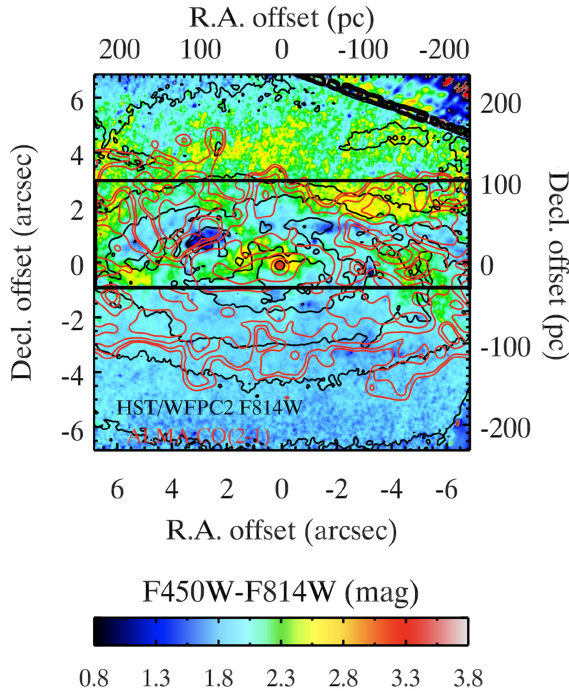 R.A. offset (pc)
200 100 0 -100 -200
6
4
2
0
-2
-4
-6
Decl. offset (arcsec)
200
100
0
-100
-200
Decl. offset (pc)
HST/WFPC2 F814W
ALMA CO(2-1)
6 4 2 0 -2 -4 -6
R.A. offset (arcsec)
F450W-F814W (mag)
0.8 1.3 1.8 2.3 2.8 3.3 3.8